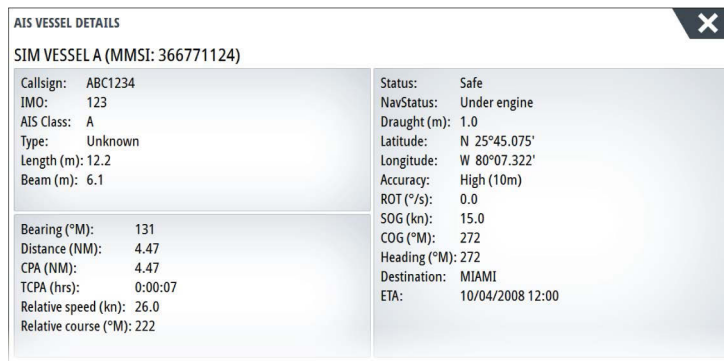 AIS VESSEL DETAILS
SIM VESSEL A (MMSI: 366771124)
Callsign: ABC1234
IMO: 123
AIS Class: A
Type: Unknown
Length (m): 12.2
Beam (m): 6.1
Bearing (°M): 131
Distance (NM): 4.47
CPA (NM): 4.47
TCPA (hrs): 0:00:07
Relative speed (kn): 26.0
Relative course (°M): 222
Status: Safe
NavStatus: Under engine
Draught (m): 1.0
Latitude: N 25°45.075'
Longitude: W 80°07.322'
Accuracy: High (10m)
ROT (°/s): 0.0
SOG (kn): 15.0
COG (°M): 272
Heading (°M): 272
Destination: MIAMI
ETA: 10/04/2008 12:00